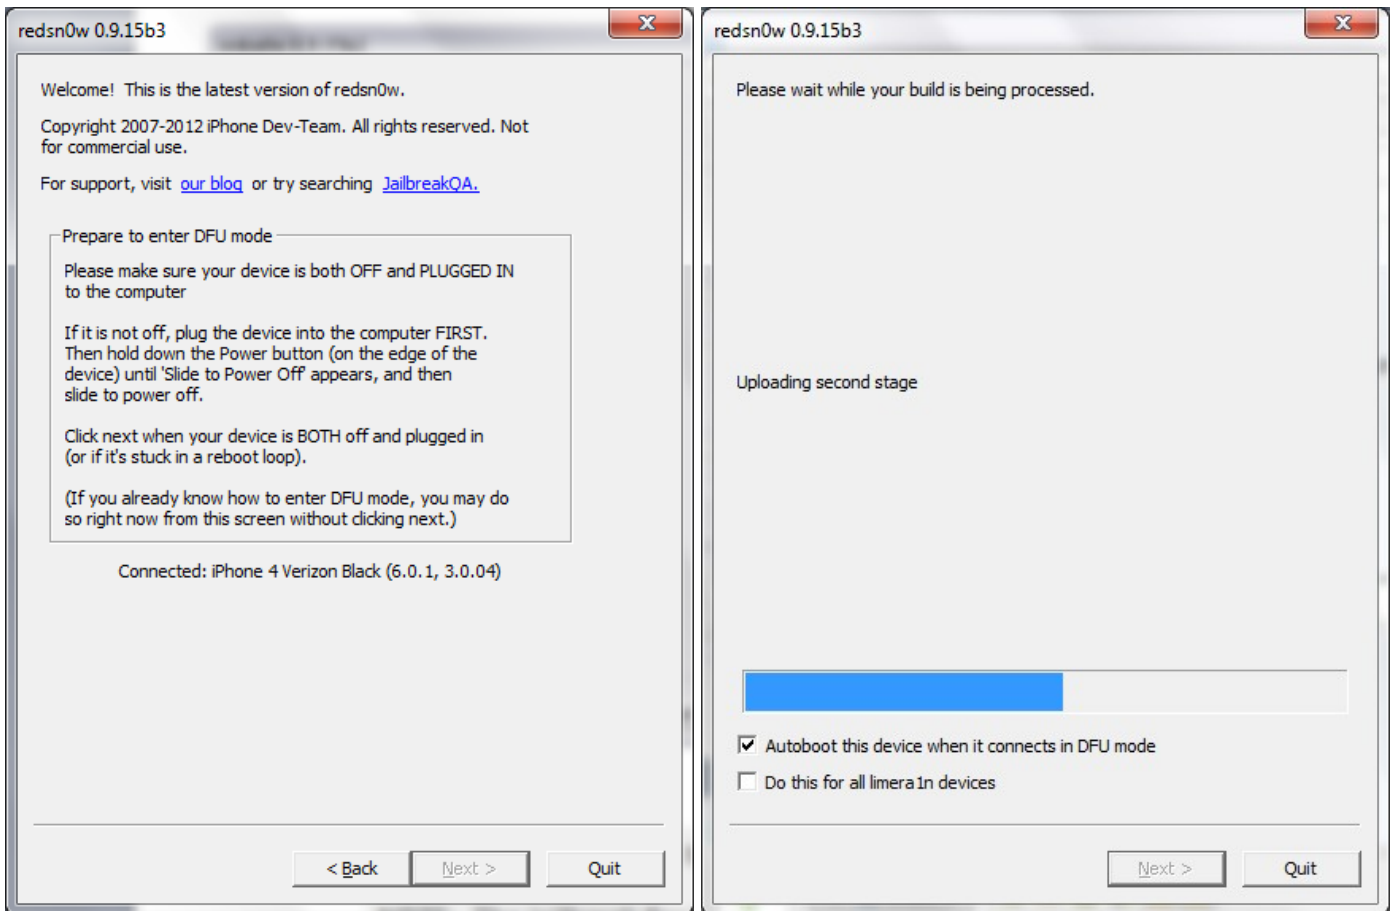 redsn0w 0.9.15b3
Welcome! This is the latest version of redsn0w.
Copyright 2007-2012 iPhone Dev-Team. All rights reserved. Not
for commercial use.
For support, visit our blog or try searching JailbreakQA.
Prepare to enter DFU mode
Please make sure your device is both OFF and PLUGGED IN
to the computer
If it is not off, plug the device into the computer FIRST.
Then hold down the Power button (on the edge of the
device) until 'Slide to Power Off' appears, and then
slide to power off.
Click next when your device is BOTH off and plugged in
(or if it's stuck in a reboot loop).
(If you already know how to enter DFU mode, you may do
so right now from this screen without clicking next.)
Connected: iPhone 4 Verizon Black (6.0.1, 3.0.04)
< Back
Next >
Quit
redsn0w 0.9.15b3
Please wait while your build is being processed.
Uploading second stage
Autoboot this device when it connects in DFU mode
Do this for all limera1n devices
Next >
Quit